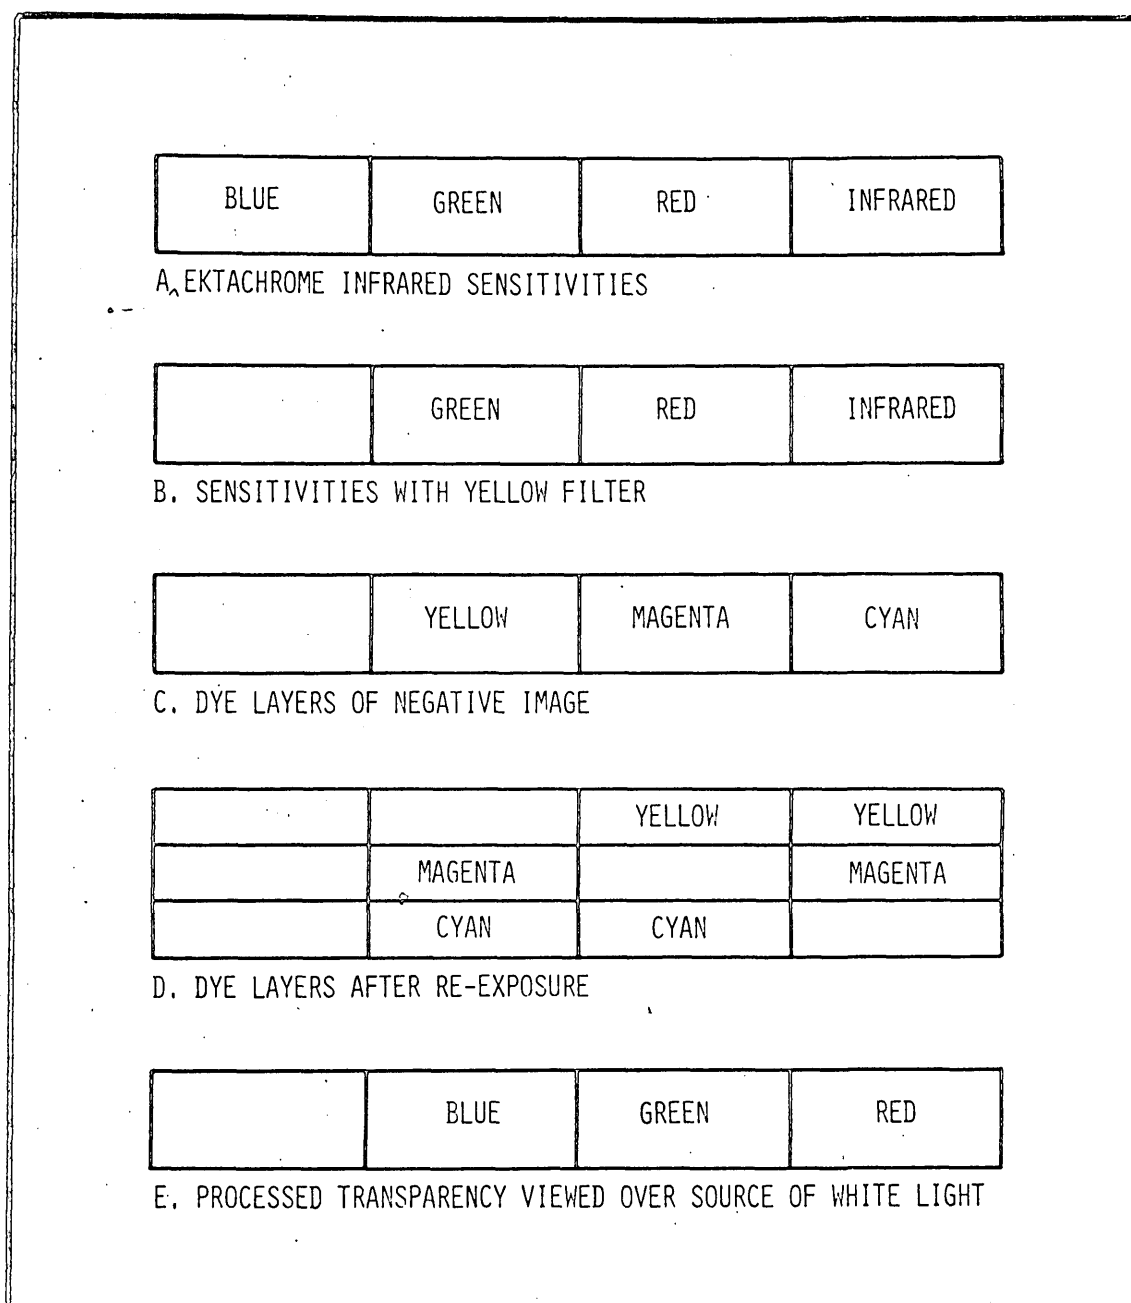 BLUE GREEN RED INFRARED
A. EKTACHROME INFRARED SENSITIVITIES
GREEN RED INFRARED
B. SENSITIVITIES WITH YELLOW FILTER
YELLOW MAGENTA CYAN
C. DYE LAYERS OF NEGATIVE IMAGE
YELLOW YELLOW
MAGENTA MAGENTA
CYAN CYAN
D. DYE LAYERS AFTER RE-EXPOSURE
BLUE GREEN RED
E. PROCESSED TRANSPARENCY VIEWED OVER SOURCE OF WHITE LIGHT